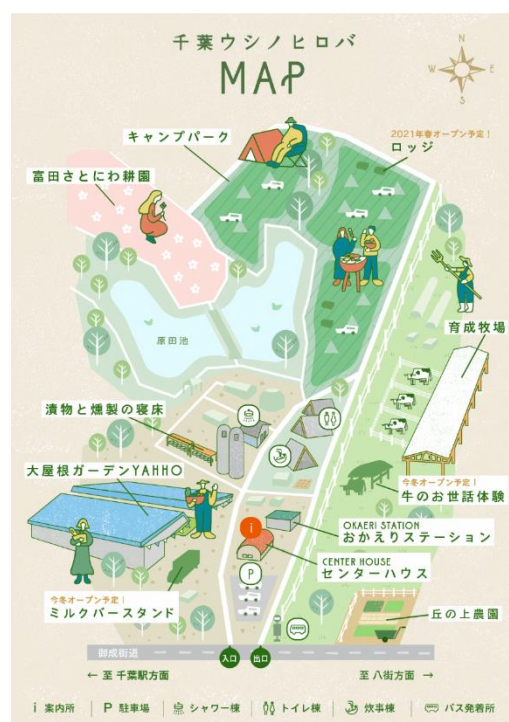 千葉ウシノヒロバ
MAP
N
W
E
S
キャンプパーク
2021年春オープン予定!
ロッジ
富田さとにわ耕園
原田池
育成牧場
漬物と燻製の寝床
大屋根ガーデンYAHHO
今冬オープン予定!
牛のお世話体験
OKAERI STATION
おかえりステーション
i
CENTER HOUSE
センターハウス
P
今冬オープン予定!
ミルクバースタンド
丘の上農園
御成街道
入口
出口
← 至 千葉駅方面
至 八街方面 →
i 案内所 | P 駐車場 | シャワー棟 | トイレ棟 | 炊事棟 | バス発着所